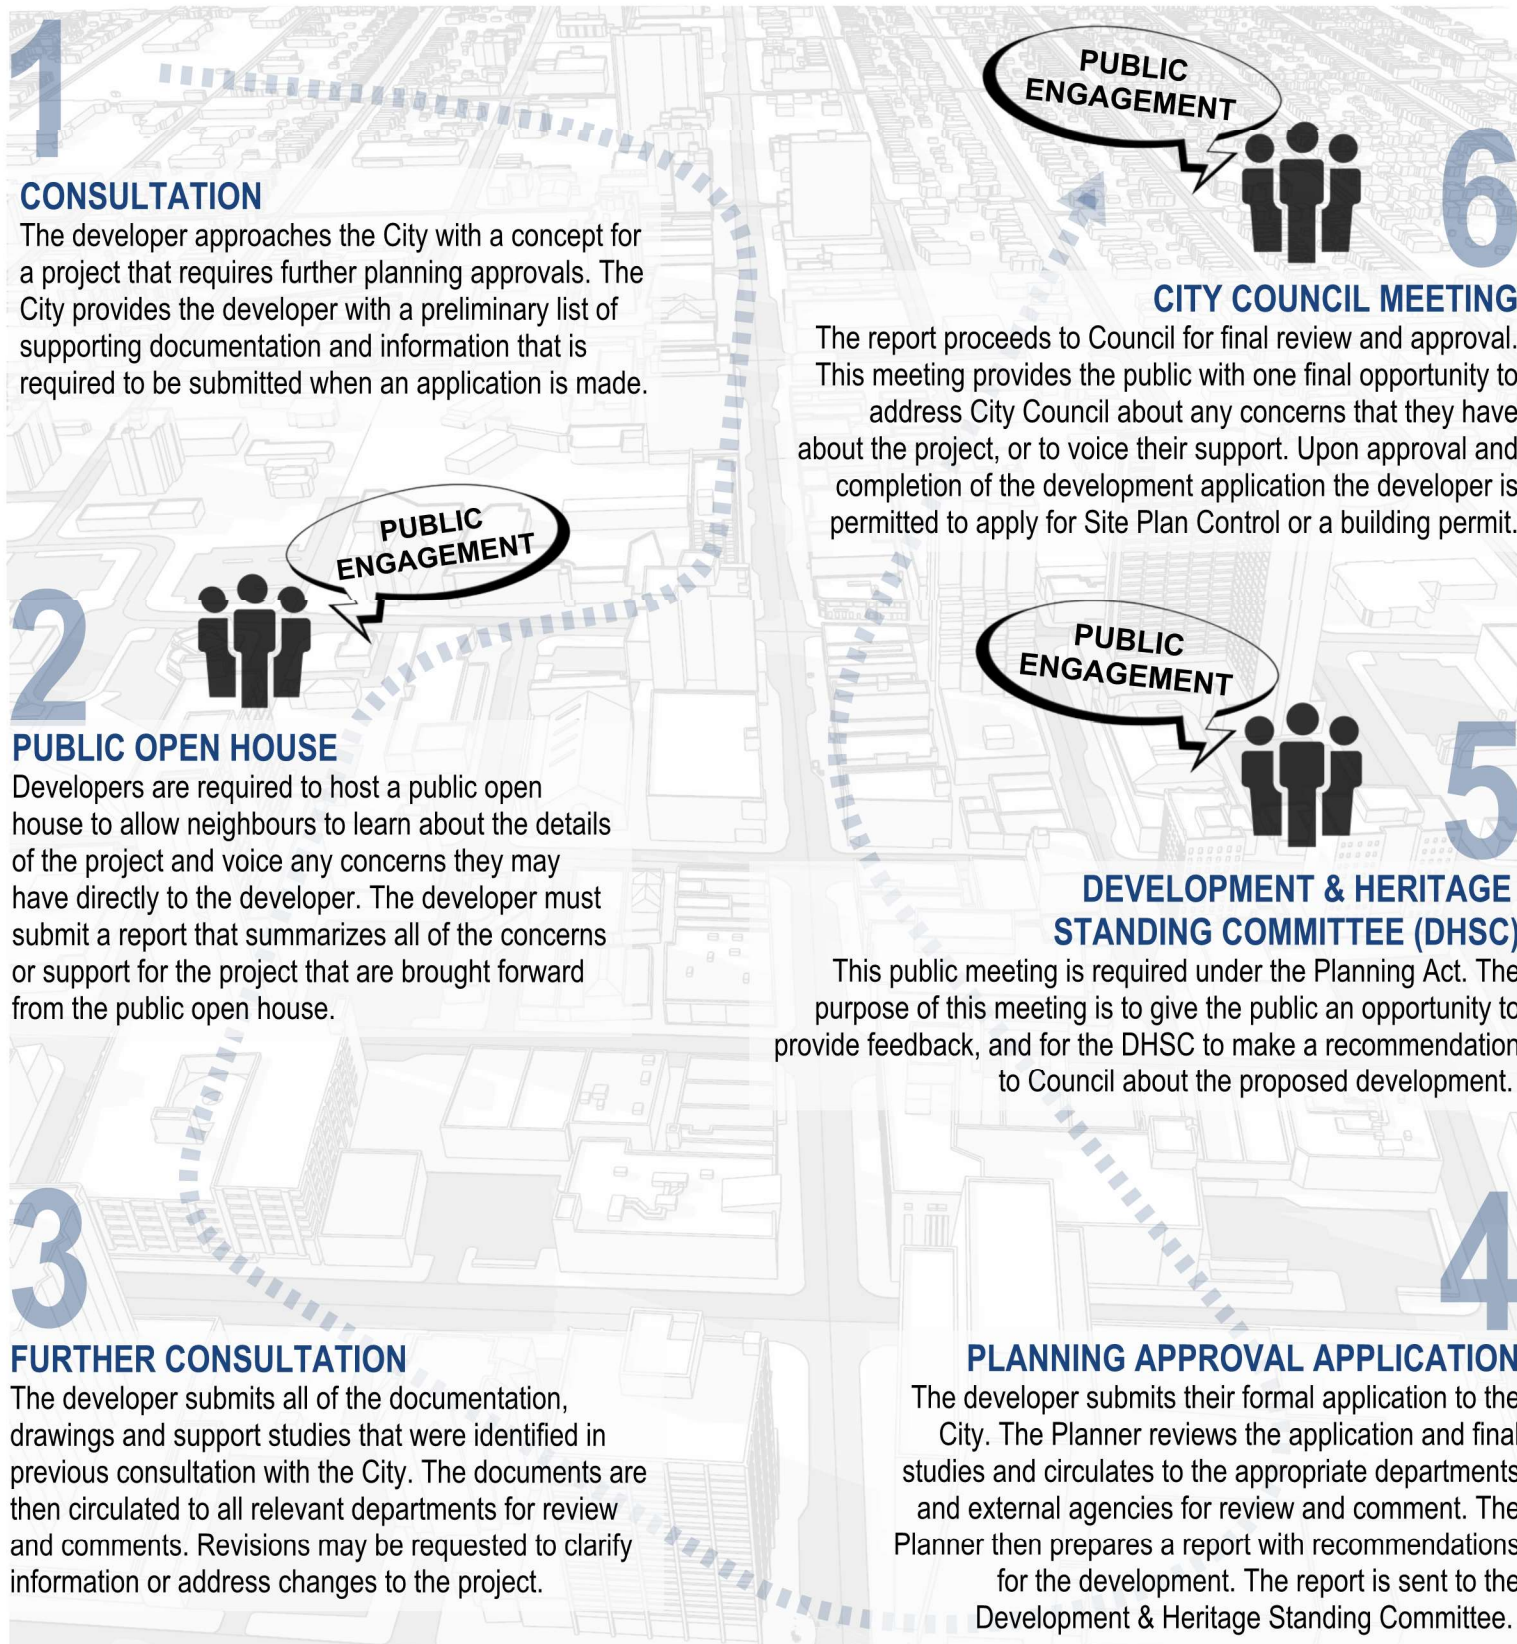 1
CONSULTATION
The developer approaches the City with a concept for
a project that requires further planning approvals. The
City provides the developer with a preliminary list of
supporting documentation and information that is
required to be submitted when an application is made.
PUBLIC
ENGAGEMENT
2
PUBLIC OPEN HOUSE
Developers are required to host a public open
house to allow neighbours to learn about the details
of the project and voice any concerns they may
have directly to the developer. The developer must
submit a report that summarizes all of the concerns
or support for the project that are brought forward
from the public open house.
3
FURTHER CONSULTATION
The developer submits all of the documentation,
drawings and support studies that were identified in
previous consultation with the City. The documents are
then circulated to all relevant departments for review
and comments. Revisions may be requested to clarify
information or address changes to the project.
4
PLANNING APPROVAL APPLICATION
The developer submits their formal application to the
City. The Planner reviews the application and final
studies and circulates to the appropriate departments
and external agencies for review and comment. The
Planner then prepares a report with recommendations
for the development. The report is sent to the
Development & Heritage Standing Committee.
PUBLIC
ENGAGEMENT
5
DEVELOPMENT & HERITAGE
STANDING COMMITTEE (DHSC)
This public meeting is required under the Planning Act. The
purpose of this meeting is to give the public an opportunity to
provide feedback, and for the DHSC to make a recommendation
to Council about the proposed development.
PUBLIC
ENGAGEMENT
6
CITY COUNCIL MEETING
The report proceeds to Council for final review and approval.
This meeting provides the public with one final opportunity to
address City Council about any concerns that they have
about the project, or to voice their support. Upon approval and
completion of the development application the developer is
permitted to apply for Site Plan Control or a building permit.